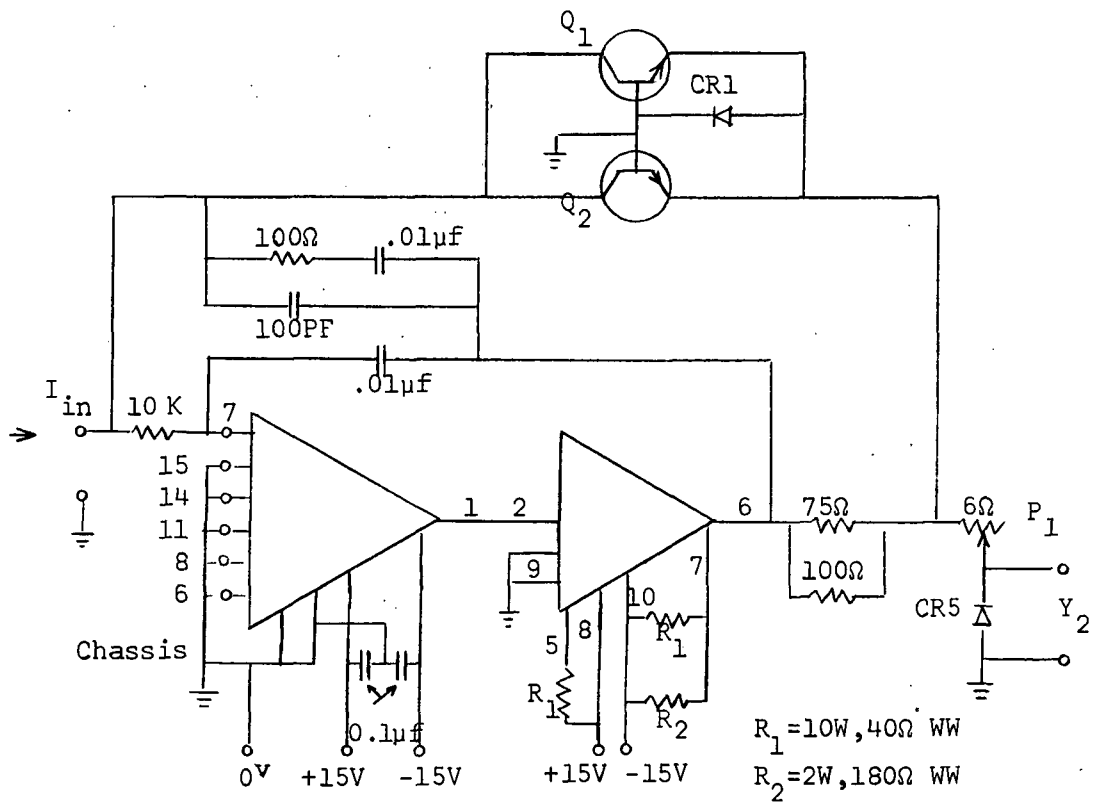 Q1
CR1
Q2
100Ω .01μf
100PF
.01μf
Iin 10 K 7
15
14
11
8
6
1 2 6 75Ω 6Ω P1
9 7 100Ω
10 CR5 Y2
R1
5 8
Chassis
R1 R2
0.1μf
0V +15V -15V +15V -15V
R1=10W,40Ω WW
R2=2W,180Ω WW